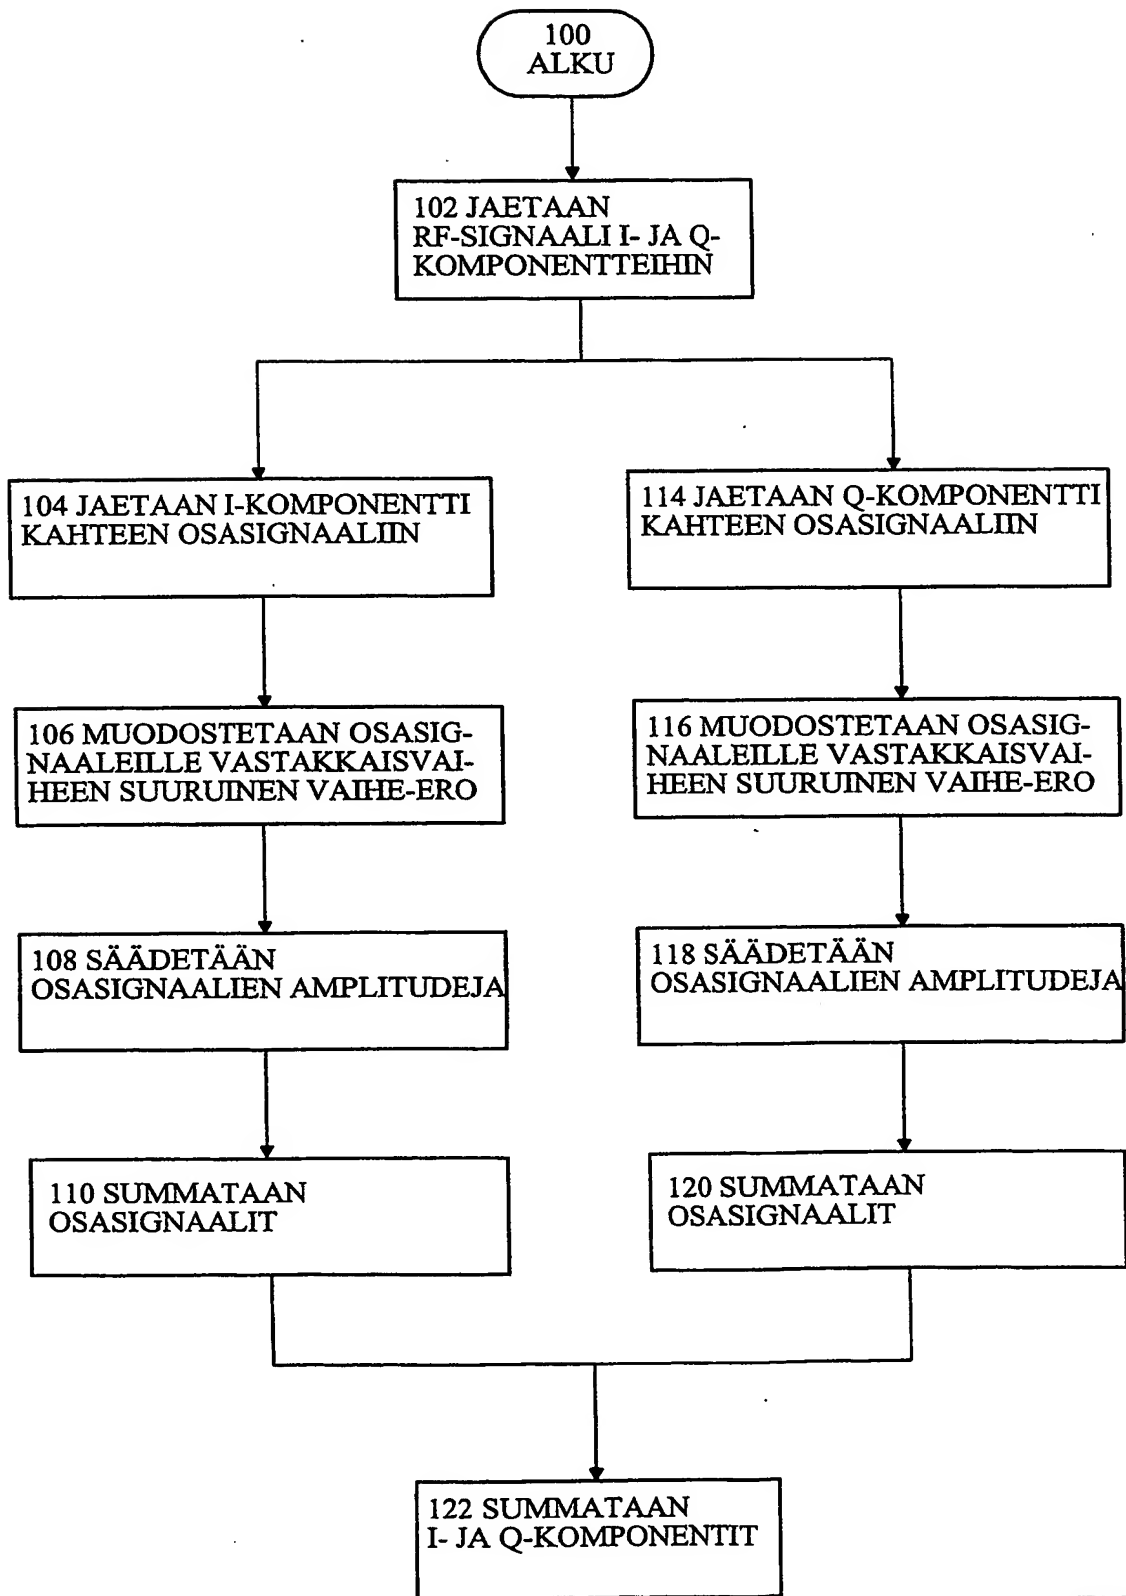 100
ALKU
102 JAETAAN
RF-SIGNAALI I- JA Q-
KOMPONENTTEIHIN
104 JAETAAN I-KOMPONENTTI
KAHTEEN OSASIGNAALIIN
114 JAETAAN Q-KOMPONENTTI
KAHTEEN OSASIGNAALIIN
106 MUODOSTETAAN OSASIG-
NAALEILLE VASTAKKAISVAI-
HEEN SUURUINEN VAIHE-ERO
116 MUODOSTETAAN OSASIG-
NAALEILLE VASTAKKAISVAI-
HEEN SUURUINEN VAIHE-ERO
108 SÄÄDETÄÄN
OSASIGNAALIEN AMPLITUDEJA
118 SÄÄDETÄÄN
OSASIGNAALIEN AMPLITUDEJA
110 SUMMATAAN
OSASIGNAALIT
120 SUMMATAAN
OSASIGNAALIT
122 SUMMATAAN
I- JA Q-KOMPONENTIT